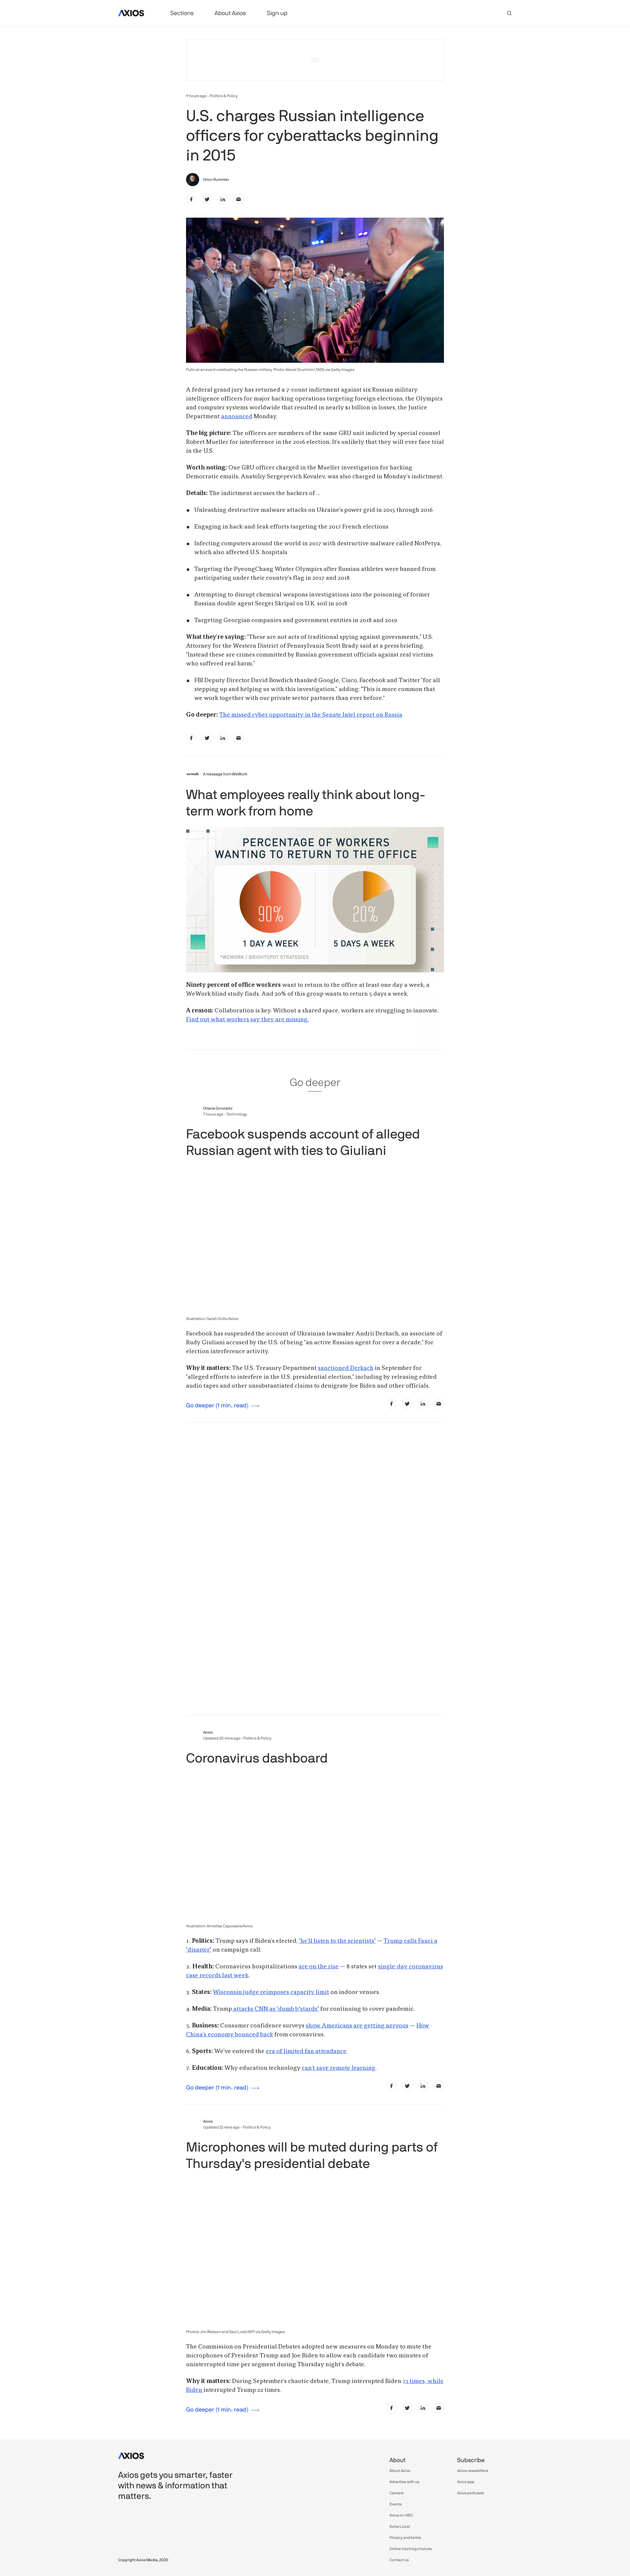 AXIOS
Sections
About Axios
Sign up
9 hours ago - Politics & Policy
U.S. charges Russian intelligence
officers for cyberattacks beginning
in 2015
Orion Rummler
Putin at an event celebrating the Russian military. Photo: Alexei Druzhinin\TASS via Getty Images
A federal grand jury has returned a 7-count indictment against six Russian military
intelligence officers for major hacking operations targeting foreign elections, the Olympics
and computer systems worldwide that resulted in nearly $1 billion in losses, the Justice
Department announced Monday.
The big picture: The officers are members of the same GRU unit indicted by special counsel
Robert Mueller for interference in the 2016 election. It's unlikely that they will ever face trial
in the U.S.
Worth noting: One GRU officer charged in the Mueller investigation for hacking
Democratic emails, Anatoliy Sergeyevich Kovalev, was also charged in Monday's indictment.
Details: The indictment accuses the hackers of ...
Unleashing destructive malware attacks on Ukraine's power grid in 2015 through 2016
Engaging in hack-and-leak efforts targeting the 2017 French elections
Infecting computers around the world in 2017 with destructive malware called NotPetya,
which also affected U.S. hospitals
Targeting the PyeongChang Winter Olympics after Russian athletes were banned from
participating under their country's flag in 2017 and 2018
Attempting to disrupt chemical weapons investigations into the poisoning of former
Russian double agent Sergei Skripal on U.K. soil in 2018
Targeting Georgian companies and government entities in 2018 and 2019
What they're saying: "These are not acts of traditional spying against governments," U.S.
Attorney for the Western District of Pennsylvania Scott Brady said at a press briefing.
"Instead these are crimes committed by Russian government officials against real victims
who suffered real harm."
FBI Deputy Director David Bowdich thanked Google, Cisco, Facebook and Twitter "for all
stepping up and helping us with this investigation," adding: "This is more common that
we work together with our private sector partners than ever before."
Go deeper: The missed cyber opportunity in the Senate Intel report on Russia
wework
A message from WeWork
What employees really think about long-
term work from home
PERCENTAGE OF WORKERS
WANTING TO RETURN TO THE OFFICE
90%
20%
1 DAY A WEEK
5 DAYS A WEEK
*WEWORK / BRIGHTSPOT STRATEGIES
Ninety percent of office workers want to return to the office at least one day a week, a
WeWork blind study finds. And 20% of this group wants to return 5 days a week.
A reason: Collaboration is key. Without a shared space, workers are struggling to innovate.
Find out what workers say they are missing.
Go deeper
Oriana Gonzalez
7 hours ago - Technology
Facebook suspends account of alleged
Russian agent with ties to Giuliani
Illustration: Sarah Grillo/Axios
Facebook has suspended the account of Ukrainian lawmaker Andrii Derkach, an associate of
Rudy Giuliani accused by the U.S. of being "an active Russian agent for over a decade," for
election interference activity.
Why it matters: The U.S. Treasury Department sanctioned Derkach in September for
"alleged efforts to interfere in the U.S. presidential election," including by releasing edited
audio tapes and other unsubstantiated claims to denigrate Joe Biden and other officials.
Go deeper (1 min. read)
Axios
Updated 20 mins ago - Politics & Policy
Coronavirus dashboard
Illustration: Annelise Capossela/Axios
1. Politics: Trump says if Biden's elected, "he'll listen to the scientists" — Trump calls Fauci a
"disaster" on campaign call.
2. Health: Coronavirus hospitalizations are on the rise — 8 states set single-day coronavirus
case records last week.
3. States: Wisconsin judge reimposes capacity limit on indoor venues.
4. Media: Trump attacks CNN as "dumb b*stards" for continuing to cover pandemic.
5. Business: Consumer confidence surveys show Americans are getting nervous — How
China's economy bounced back from coronavirus.
6. Sports: We've entered the era of limited fan attendance.
7. Education: Why education technology can't save remote learning.
Go deeper (1 min. read)
Axios
Updated 22 mins ago - Politics & Policy
Microphones will be muted during parts of
Thursday's presidential debate
Photos: Jim Watson and Saul Loeb/AFP via Getty Images
The Commission on Presidential Debates adopted new measures on Monday to mute the
microphones of President Trump and Joe Biden to allow each candidate two minutes of
uninterrupted time per segment during Thursday night's debate.
Why it matters: During September's chaotic debate, Trump interrupted Biden 71 times, while
Biden interrupted Trump 22 times.
Go deeper (1 min. read)
AXIOS
Axios gets you smarter, faster
with news & information that
matters.
About
About Axios
Advertise with us
Careers
Events
Axios on HBO
Axios Local
Privacy and terms
Online tracking choices
Contact us
Subscribe
Axios newsletters
Axios app
Axios podcasts
Copyright Axios Media, 2020